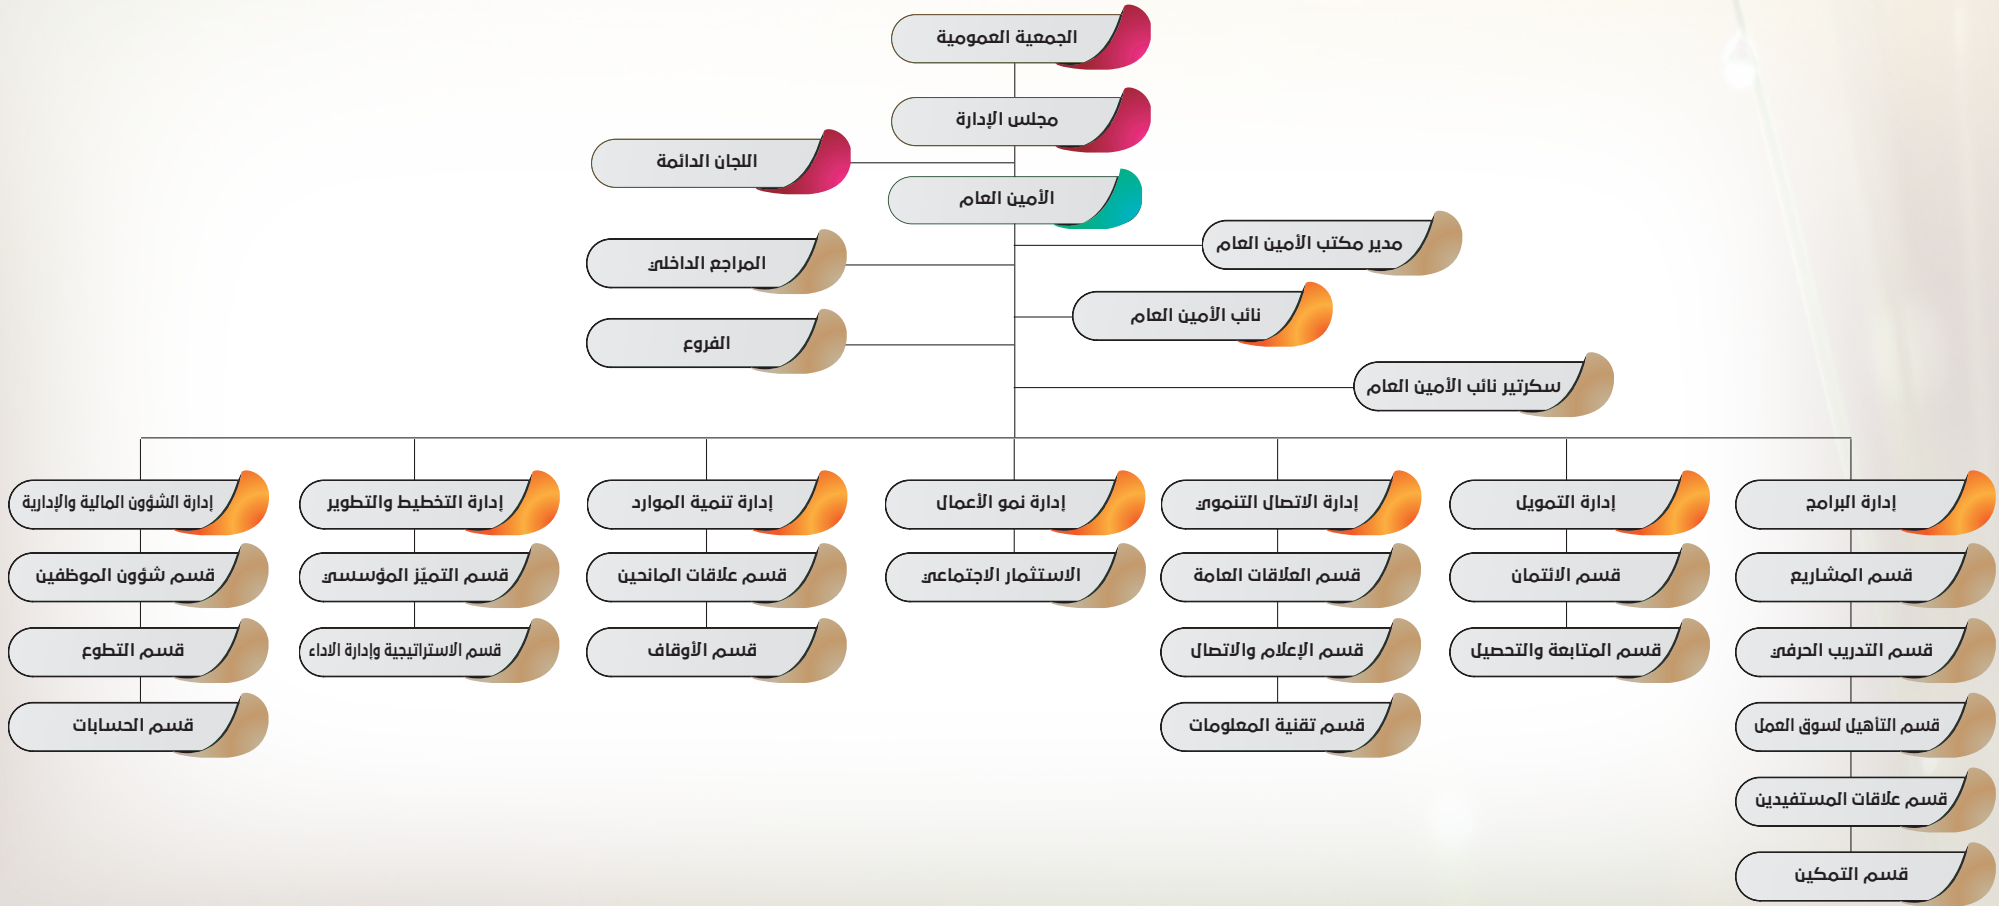 الجمعية العمومية
مجلس الإدارة
اللجان الدائمة
الأمين العام
مدير مكتب الأمين العام
المراجع الداخلي
نائب الأمين العام
الفروع
سكرتير نائب الأمين العام
إدارة البرامج
إدارة التمويل
إدارة الاتصال التنموي
إدارة نمو الأعمال
إدارة تنمية الموارد
إدارة التخطيط والتطوير
إدارة الشؤون المالية والإدارية
قسم المشاريع
قسم الائتمان
قسم العلاقات العامة
الاستثمار الاجتماعي
قسم علاقات المانحين
قسم التميّز المؤسسي
قسم شؤون الموظفين
قسم التدريب الحرفي
قسم المتابعة والتحصيل
قسم الإعلام والاتصال
قسم الأوقاف
قسم الاستراتيجية وإدارة الاداء
قسم التطوع
قسم التأهيل لسوق العمل
قسم تقنية المعلومات
قسم الحسابات
قسم علاقات المستفيدين
قسم التمكين